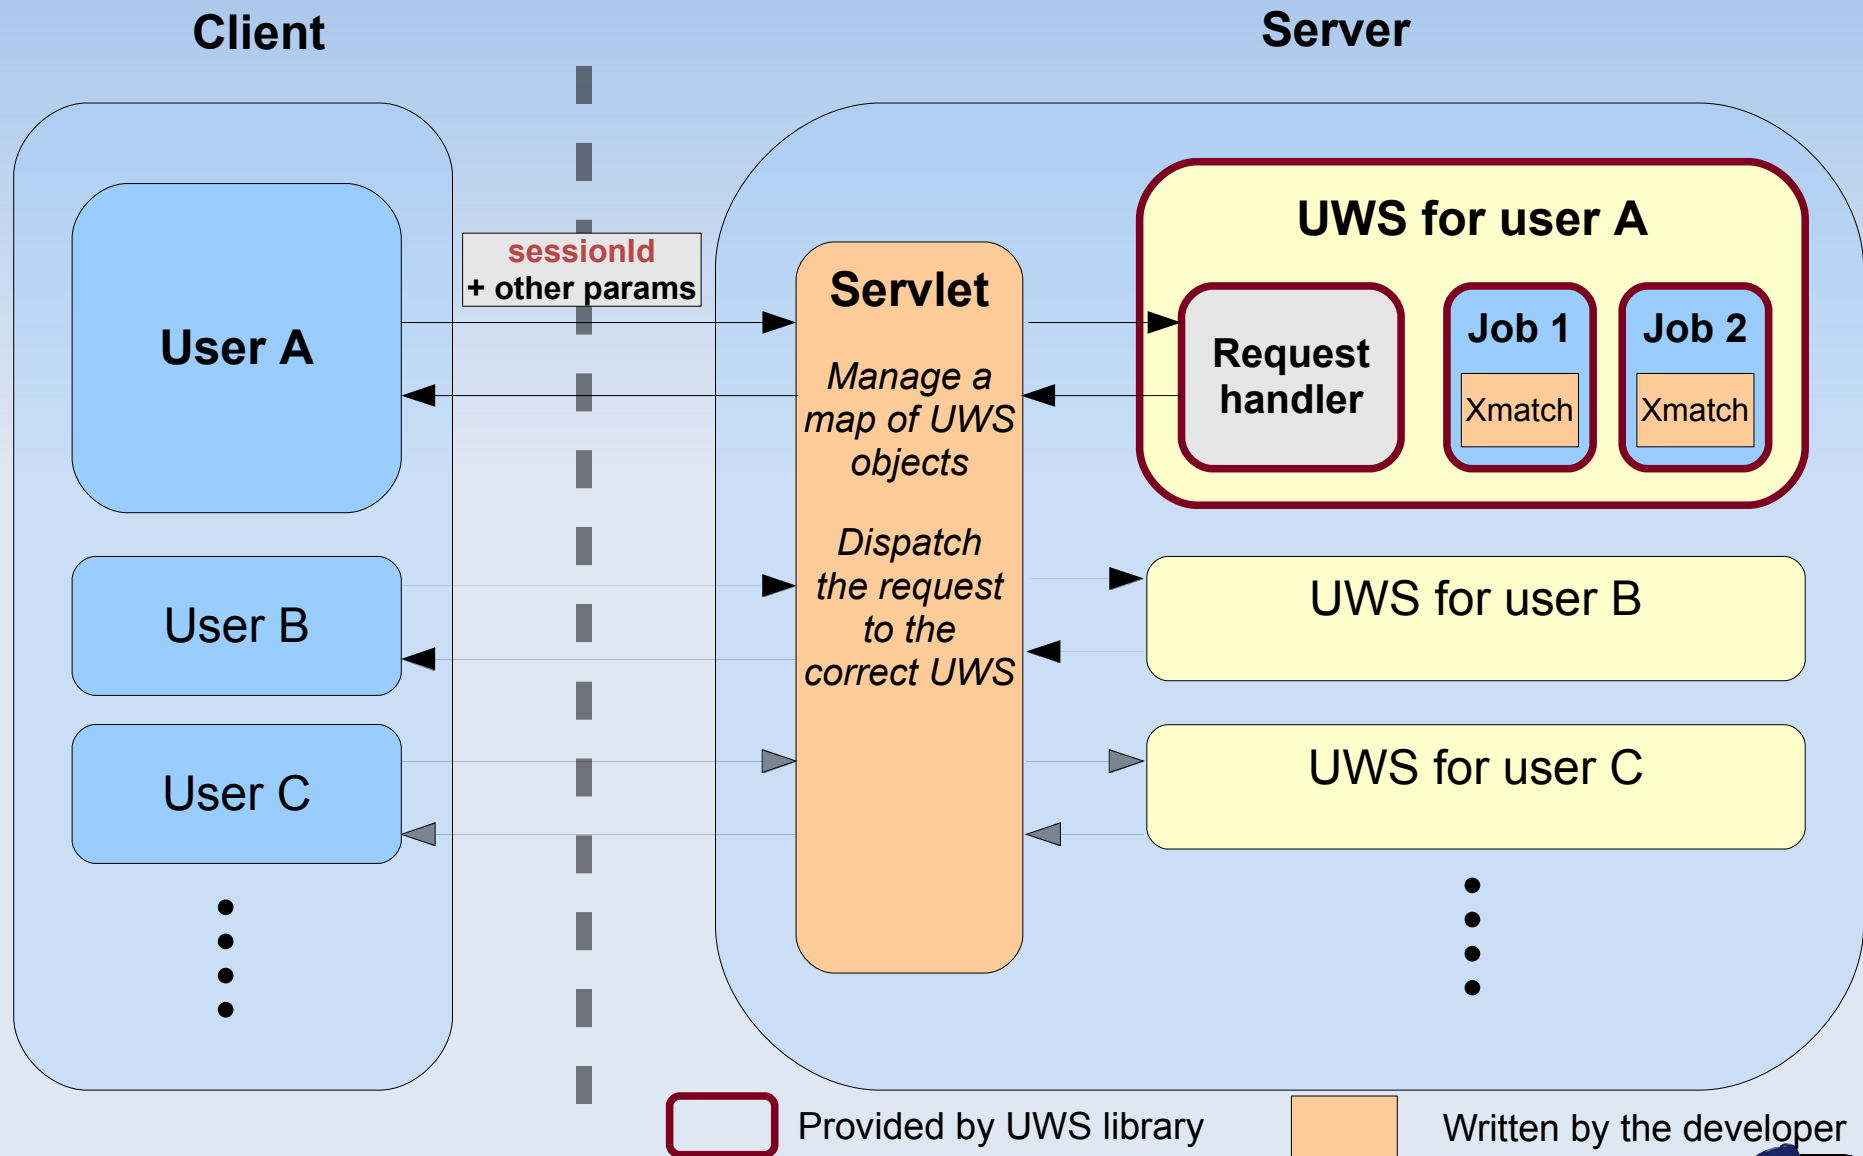 Client
Server
User A
sessionId
+ other params
Servlet
Manage a
map of UWS
objects
Dispatch
the request
to the
correct UWS
UWS for user A
Request
handler
Job 1
Xmatch
Job 2
Xmatch
User B
UWS for user B
User C
UWS for user C
Provided by UWS library
Written by the developer